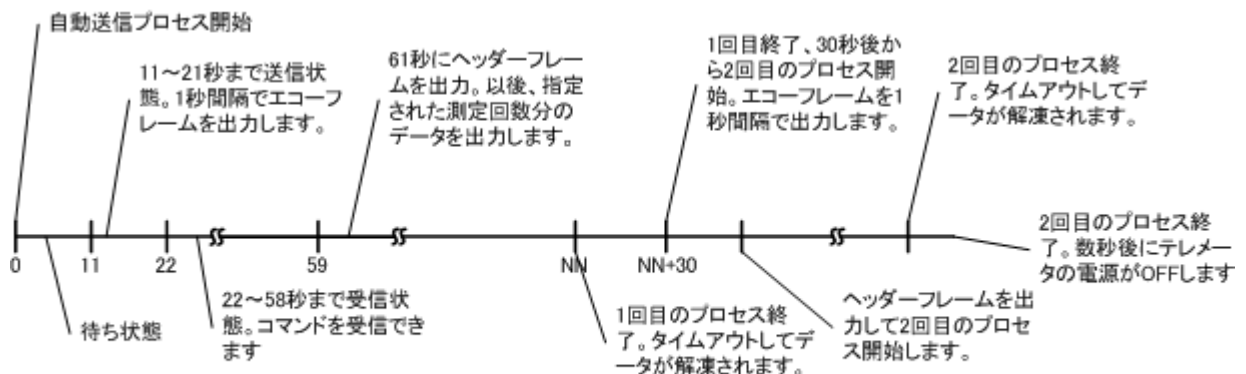 自動送信プロセス開始
11～21秒まで送信状
態。1秒間隔でエコーフ
レームを出力します。
61秒にヘッダーフレー
ムを出力。以後、指定
された測定回数分の
データを出力します。
1回目終了、30秒後か
ら2回目のプロセス開
始。エコーフレームを1
秒間隔で出力します。
2回目のプロセス終
了。タイムアウトしてデ
ータが解凍されます。
0
11
22
59
NN
NN+30
2回目のプロセス終
了。数秒後にテレメー
タの電源がOFFします
待ち状態
22～58秒まで受信状
態。コマンドを受信でき
ます
1回目のプロセス終
了。タイムアウトしてデ
ータが解凍されます。
ヘッダーフレームを出
力して2回目のプロセ
ス開始します。